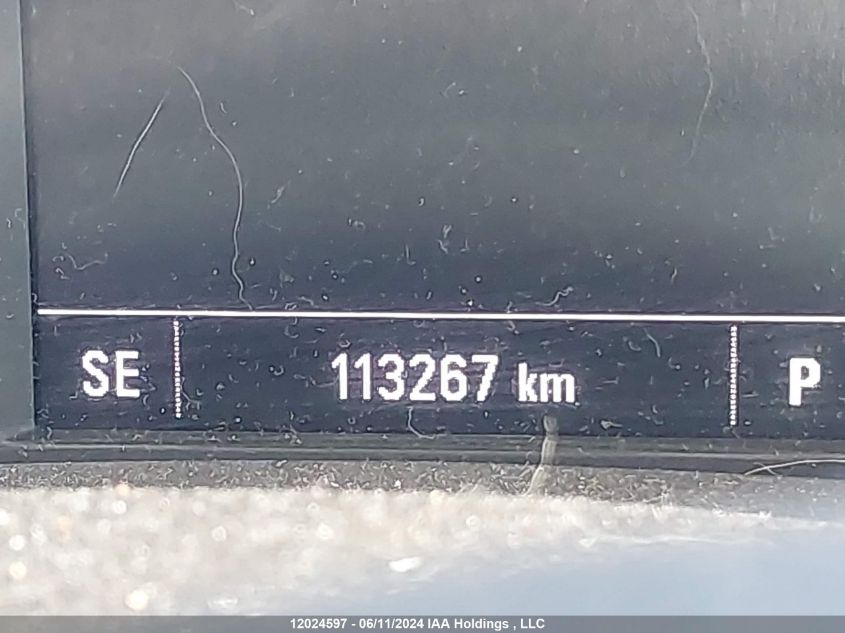 SE 113267 km P
12024597 - 06/11/2024 IAA Holdings , LLC